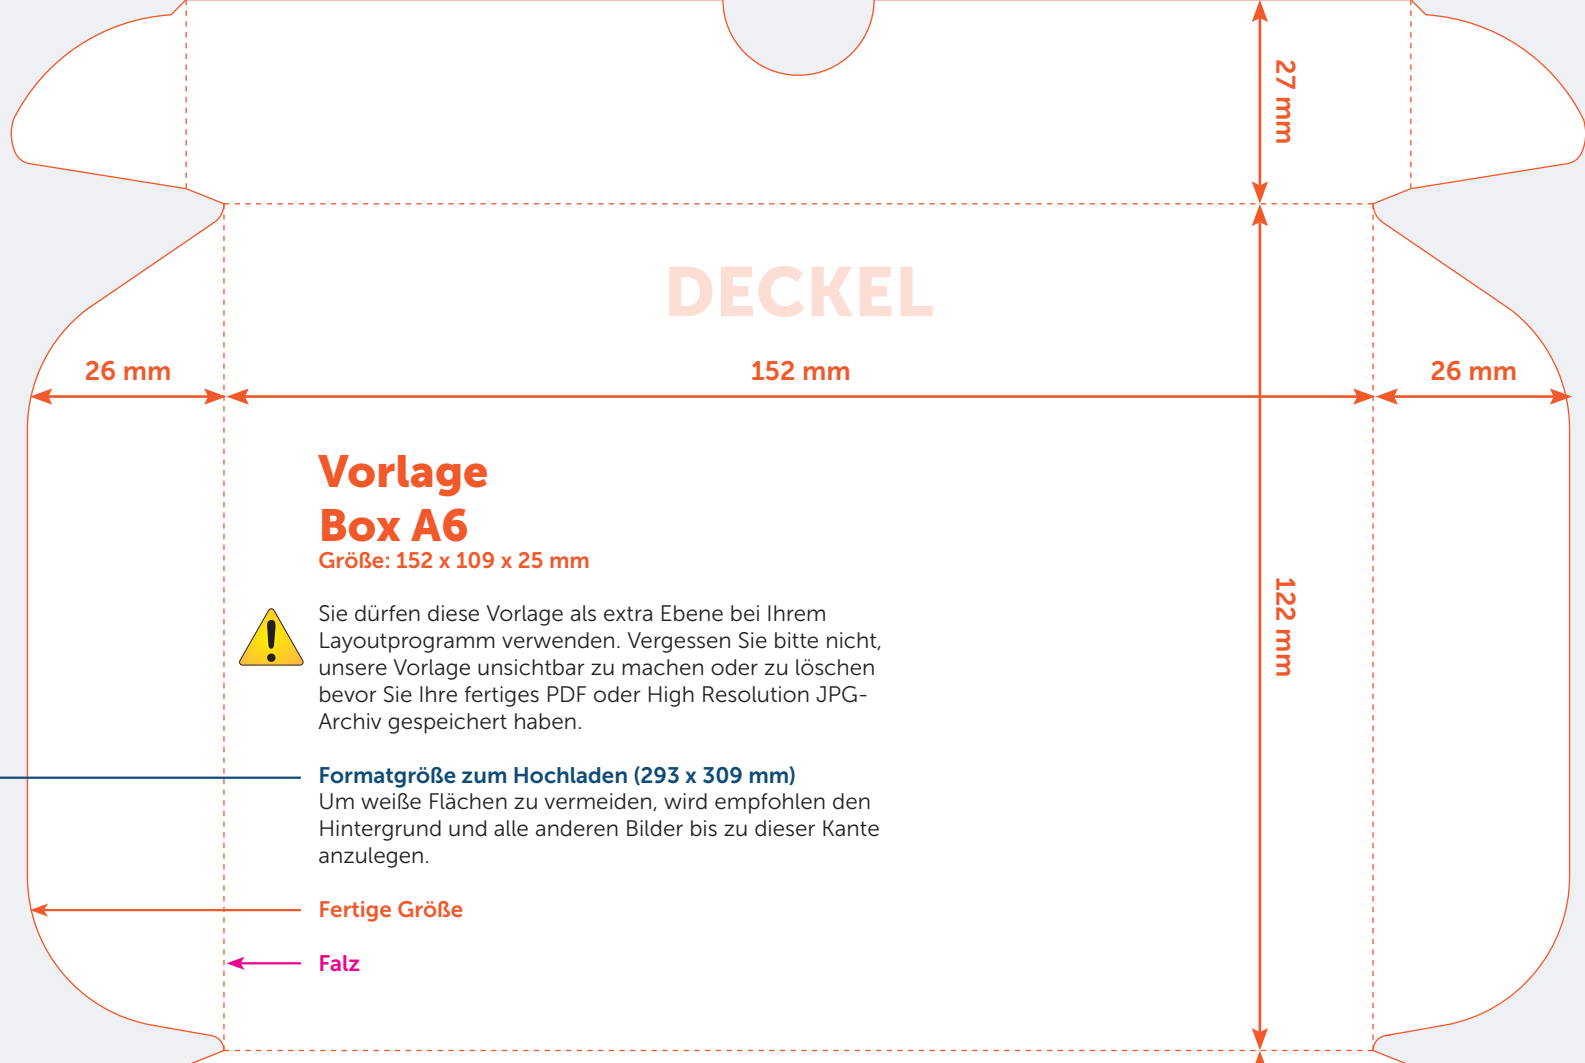 27 mm
DECKEL
26 mm
152 mm
26 mm
Vorlage
Box A6
Größe: 152 x 109 x 25 mm
122 mm
Sie dürfen diese Vorlage als extra Ebene bei Ihrem
Layoutprogramm verwenden. Vergessen Sie bitte nicht,
unsere Vorlage unsichtbar zu machen oder zu löschen
bevor Sie Ihre fertiges PDF oder High Resolution JPG-
Archiv gespeichert haben.
Formatgröße zum Hochladen (293 x 309 mm)
Um weiße Flächen zu vermeiden, wird empfohlen den
Hintergrund und alle anderen Bilder bis zu dieser Kante
anzulegen.
Fertige Größe
Falz